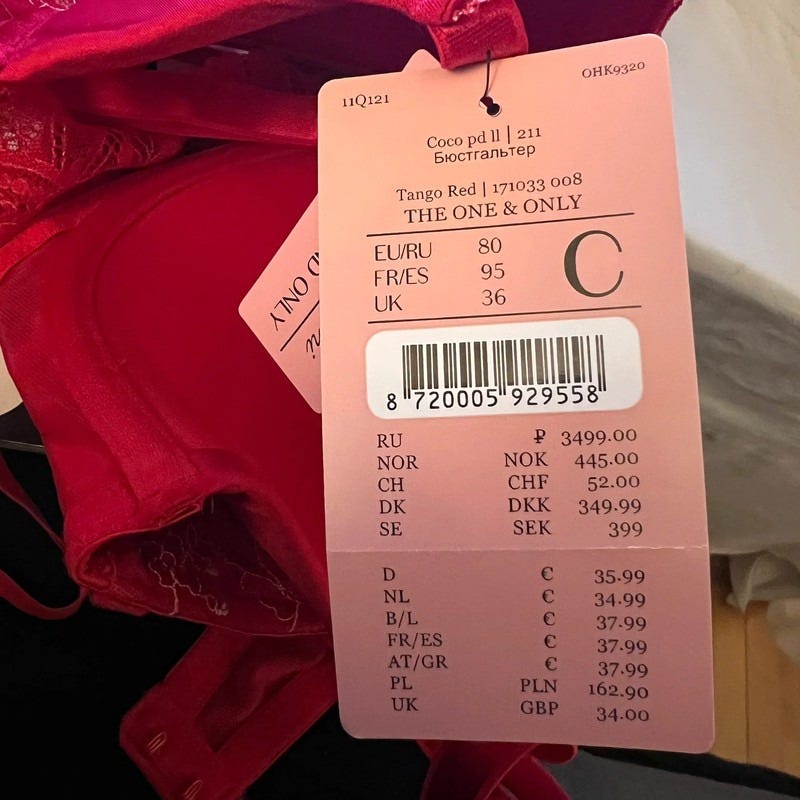 11Q121
OHK9320
Coco pd ll | 211
Бюстгальтер
Tango Red | 171033 008
THE ONE & ONLY
EU/RU 80
FR/ES 95
UK 36
C
8 720005 929558
RU ₽ 3499.00
NOR NOK 445.00
CH CHF 52.00
DK DKK 349.99
SE SEK 399
D € 35.99
NL € 34.99
B/L € 37.99
FR/ES € 37.99
AT/GR € 37.99
PL PLN 162.90
UK GBP 34.00
ONLY